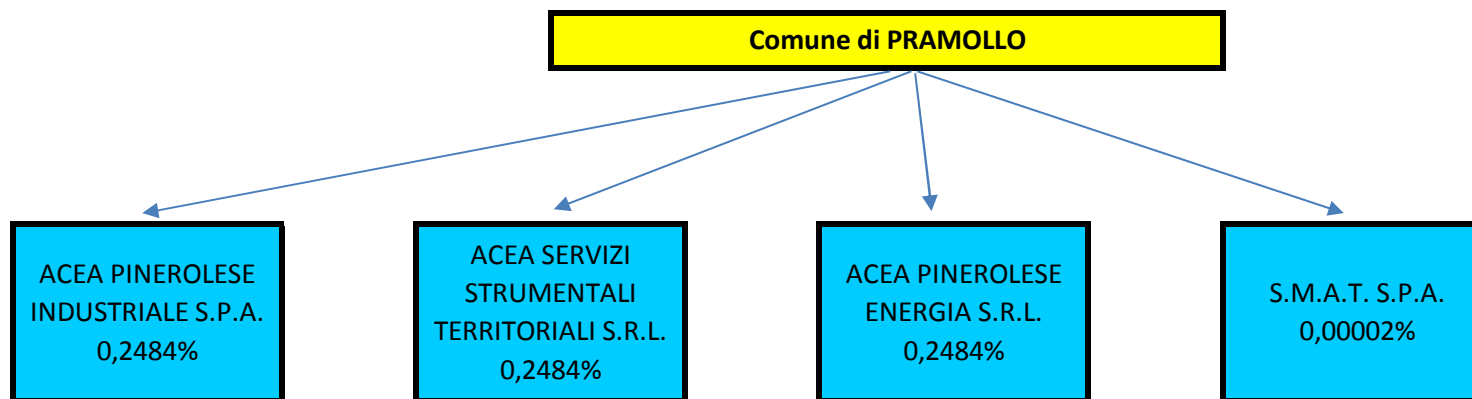 Comune di PRAMOLLO
ACEA PINEROLESE
INDUSTRIALE S.P.A.
0,2484%
ACEA SERVIZI
STRUMENTALI
TERRITORIALI S.R.L.
0,2484%
ACEA PINEROLESE
ENERGIA S.R.L.
0,2484%
S.M.A.T. S.P.A.
0,00002%